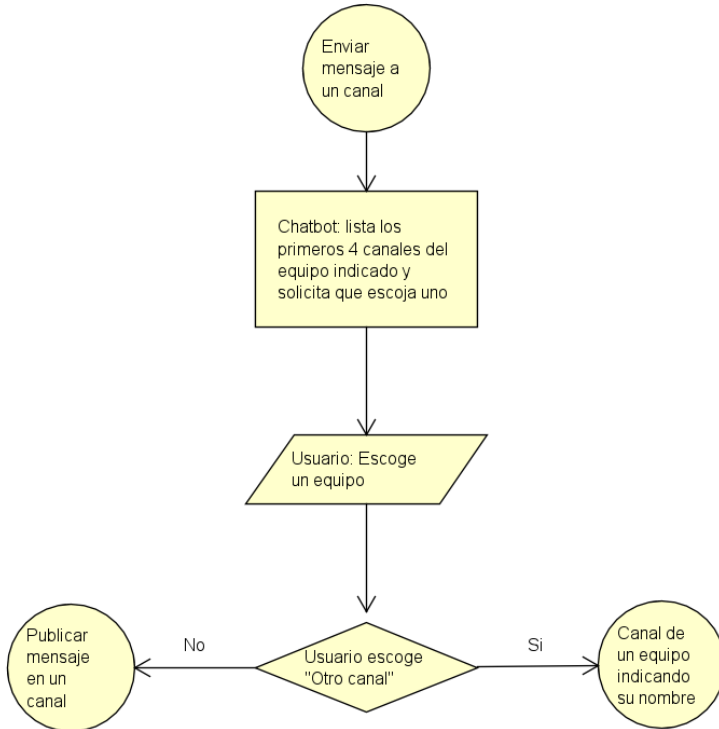 Enviar
mensaje a
un canal
Chatbot: lista los
primeros 4 canales del
equipo indicado y
solicita que escoja uno
Usuario: Escoge
un equipo
Usuario escoge
"Otro canal"
No
Si
Publicar
mensaje
en un
canal
Canal de
un equipo
indicando
su nombre